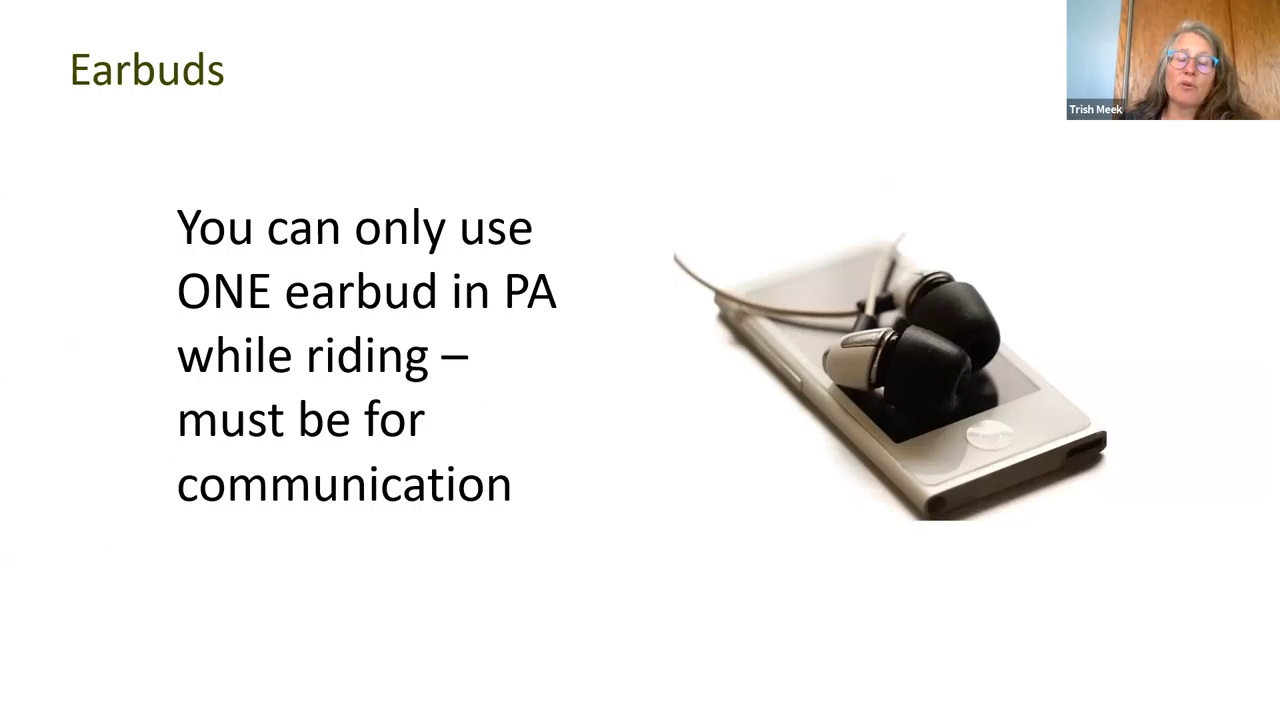 Earbuds
Trish Meek
You can only use
ONE earbud in PA
while riding –
must be for
communication